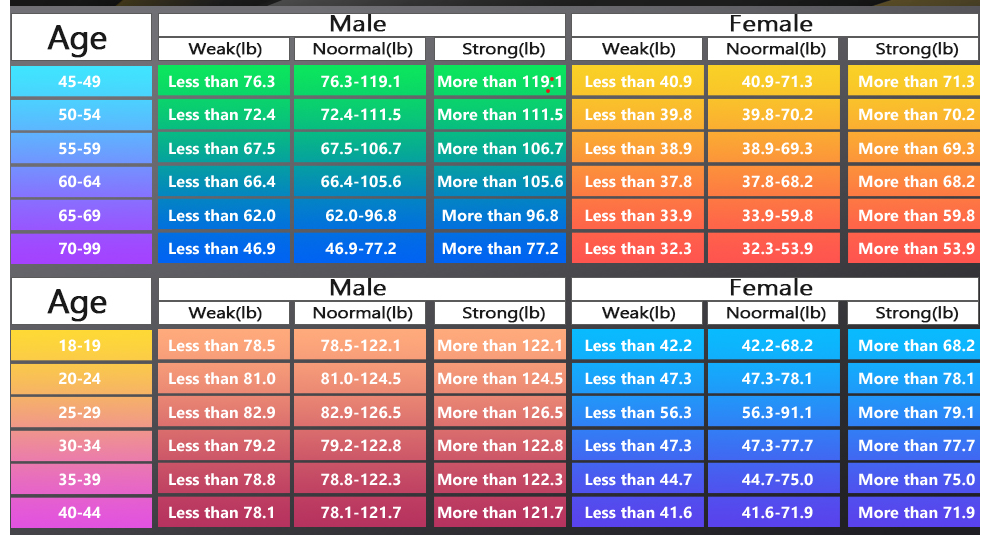 Age Male Female
Weak(lb) Noormal(lb) Strong(lb) Weak(lb) Noormal(lb) Strong(lb)
45-49 Less than 76.3 76.3-119.1 More than 119.1 Less than 40.9 40.9-71.3 More than 71.3
50-54 Less than 72.4 72.4-111.5 More than 111.5 Less than 39.8 39.8-70.2 More than 70.2
55-59 Less than 67.5 67.5-106.7 More than 106.7 Less than 38.9 38.9-69.3 More than 69.3
60-64 Less than 66.4 66.4-105.6 More than 105.6 Less than 37.8 37.8-68.2 More than 68.2
65-69 Less than 62.0 62.0-96.8 More than 96.8 Less than 33.9 33.9-59.8 More than 59.8
70-99 Less than 46.9 46.9-77.2 More than 77.2 Less than 32.3 32.3-53.9 More than 53.9
Age Male Female
Weak(lb) Noormal(lb) Strong(lb) Weak(lb) Noormal(lb) Strong(lb)
18-19 Less than 78.5 78.5-122.1 More than 122.1 Less than 42.2 42.2-68.2 More than 68.2
20-24 Less than 81.0 81.0-124.5 More than 124.5 Less than 47.3 47.3-78.1 More than 78.1
25-29 Less than 82.9 82.9-126.5 More than 126.5 Less than 56.3 56.3-91.1 More than 79.1
30-34 Less than 79.2 79.2-122.8 More than 122.8 Less than 47.3 47.3-77.7 More than 77.7
35-39 Less than 78.8 78.8-122.3 More than 122.3 Less than 44.7 44.7-75.0 More than 75.0
40-44 Less than 78.1 78.1-121.7 More than 121.7 Less than 41.6 41.6-71.9 More than 71.9